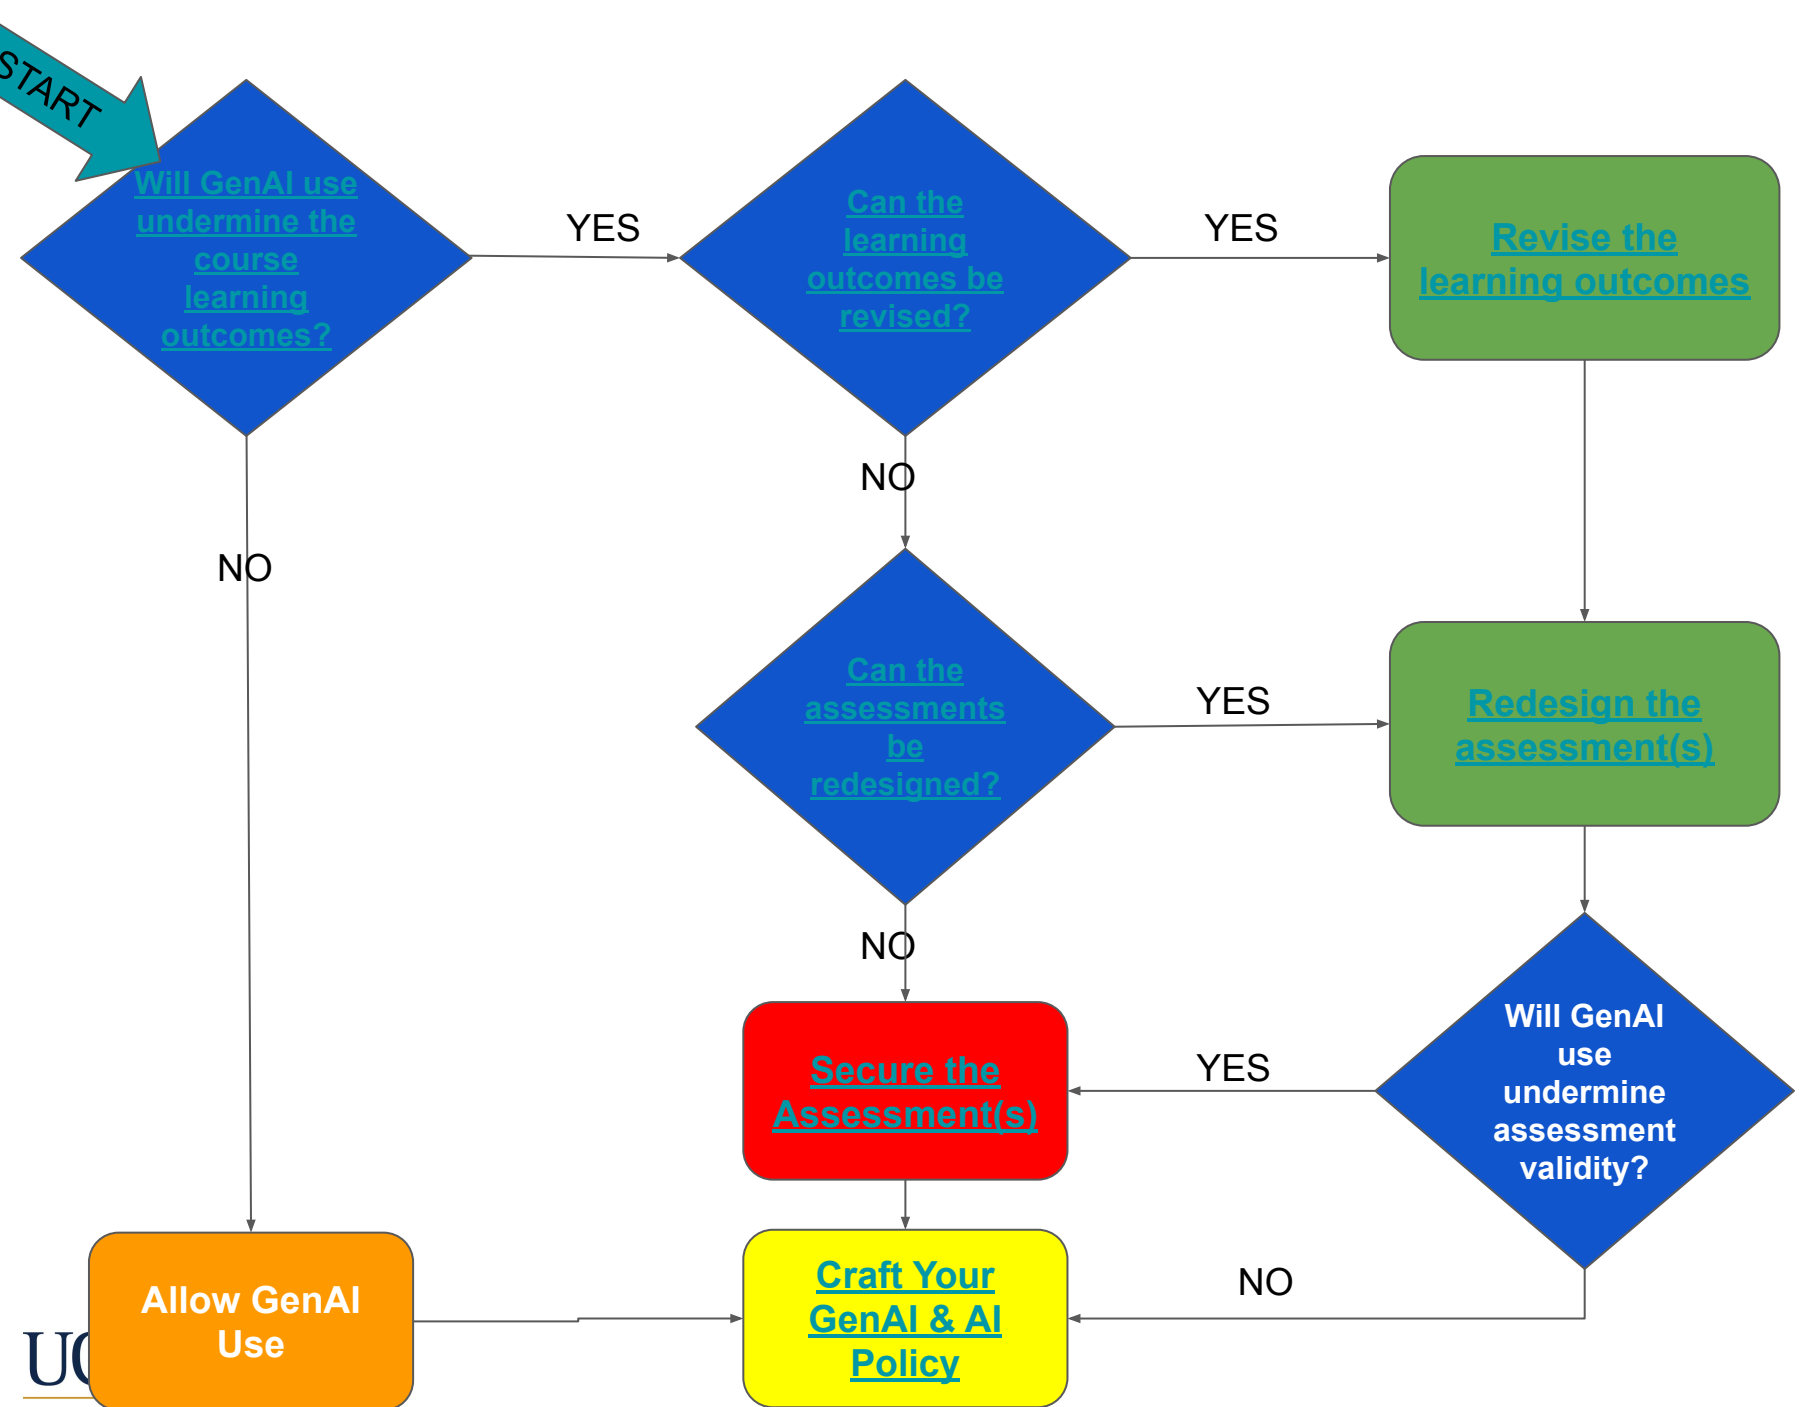 START
Will GenAI use
undermine the
course
learning
outcomes?
YES
Can the
learning
outcomes be
revised?
YES
Revise the
learning outcomes
NO
NO
Can the
assessments
be
redesigned?
YES
Redesign the
assessment(s)
NO
Secure the
Assessment(s)
YES
Will GenAI
use
undermine
assessment
validity?
Allow GenAI
Use
Craft Your
GenAI & AI
Policy
NO